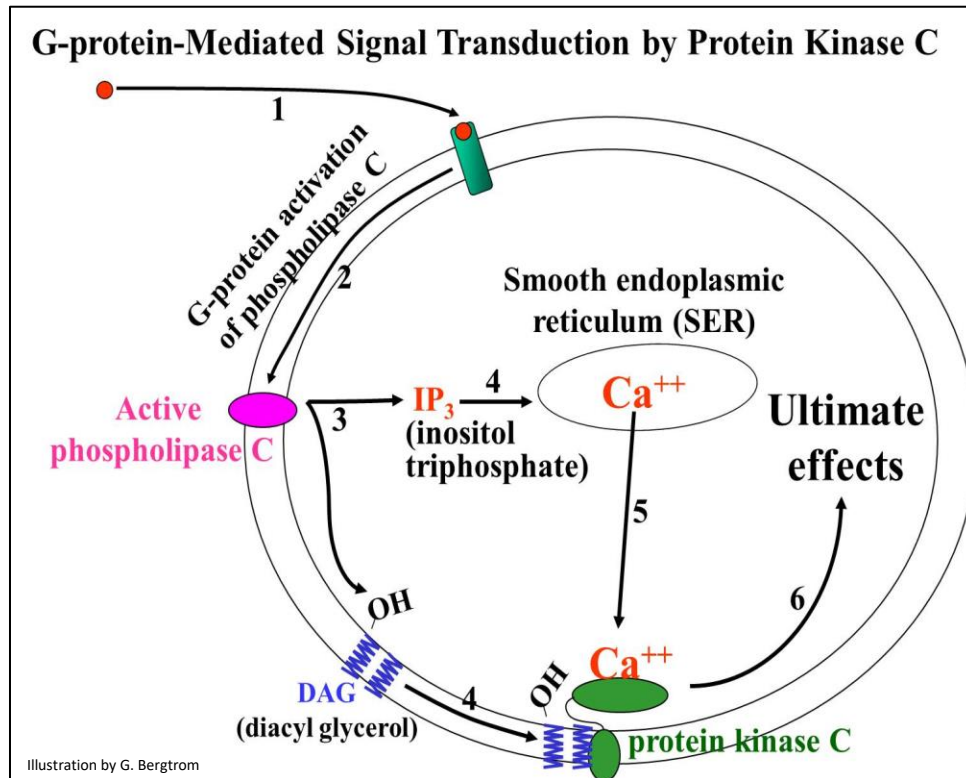 G-protein-Mediated Signal Transduction by Protein Kinase C
1
G-protein activation
of phospholipase C
2
Smooth endoplasmic
reticulum (SER)
Active
phospholipase C
3
IP₃
(inositol
triphosphate)
4
Ca⁺⁺
Ultimate
effects
5
6
OH
DAG
(diacyl glycerol)
4
OH
Ca⁺⁺
protein kinase C
Illustration by G. Bergtrom